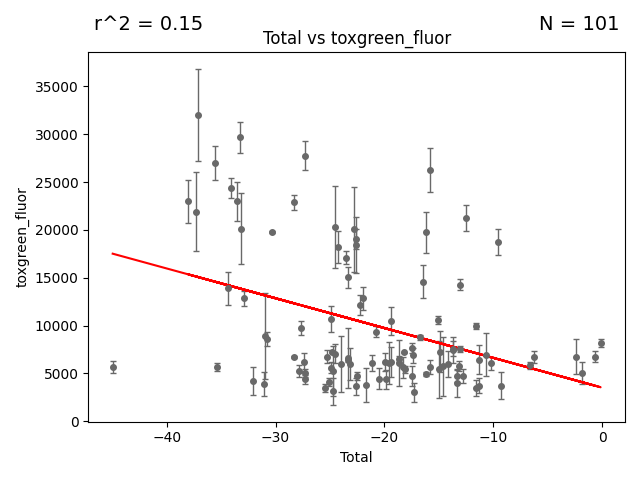 r^2 = 0.15
N = 101
Total vs toxgreen_fluor
35000
30000
25000
20000
15000
10000
5000
0
toxgreen_fluor
−40
−30
−20
−10
0
Total